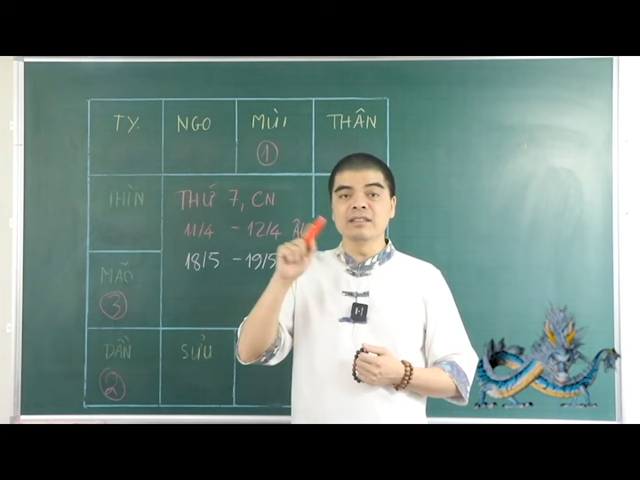 TỴ NGO MÙI THÂN
1
THÌN THỨ 7, CN
11/4 - 12/4
18/5 - 19/5
MÃO
3
DẦN SỬU
2